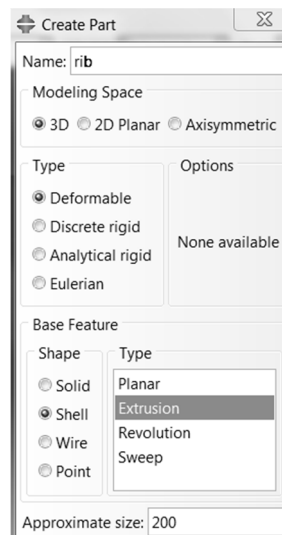 Create Part
Name: rib
Modeling Space
3D 2D Planar Axisymmetric
Type
Deformable
Discrete rigid
Analytical rigid
Eulerian
Options
None available
Base Feature
Shape
Solid
Shell
Wire
Point
Type
Planar
Extrusion
Revolution
Sweep
Approximate size: 200